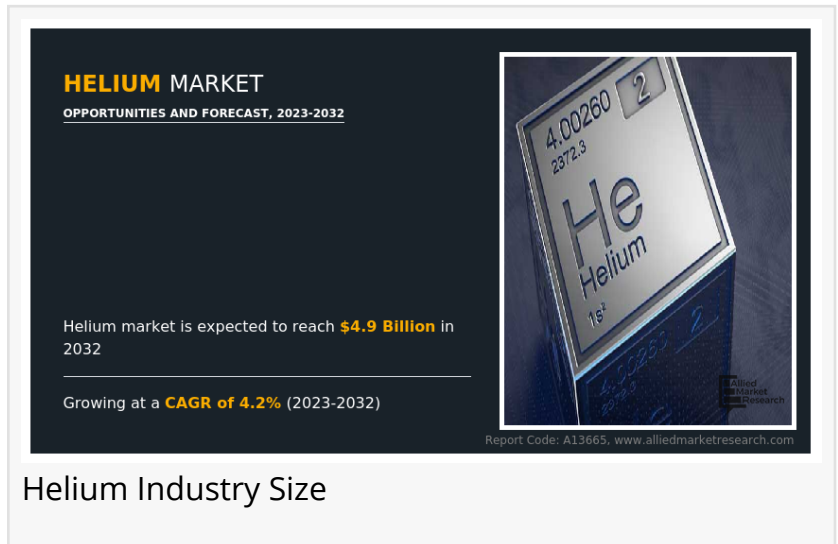 HELIUM MARKET
OPPORTUNITIES AND FORECAST, 2023-2032
Helium market is expected to reach $4.9 Billion in
2032
Growing at a CAGR of 4.2% (2023-2032)
4.00260
2
2372.3
He
Helium
1s²
2
Allied
Market
Research
Report Code: A13665, www.alliedmarketresearch.com
Helium Industry Size